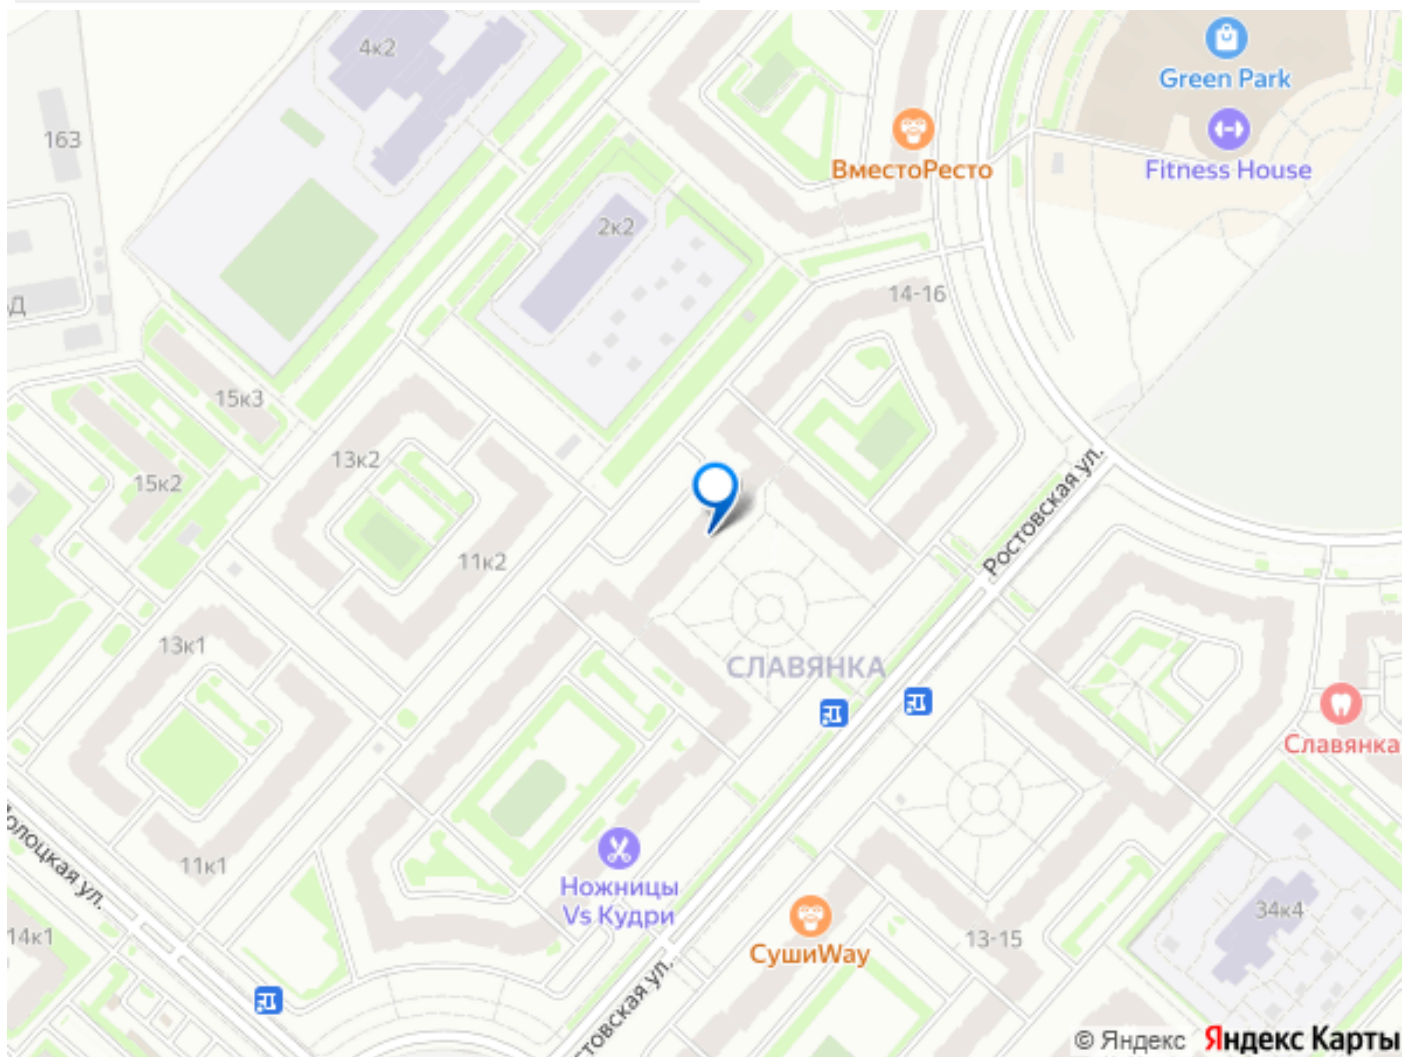 4к2
Green Park
163
ВместоРесто
Fitness House
2к2
Д
14-16
15к3
13к2
15к2
Ростовская ул.
11к2
13к1
СЛАВЯНКА
Славянка
олоцкая ул.
11к1
Ножницы
Vs Кудри
34к4
14к1
СушиWay
13-15
товская ул.
© Яндекс Яндекс Карты